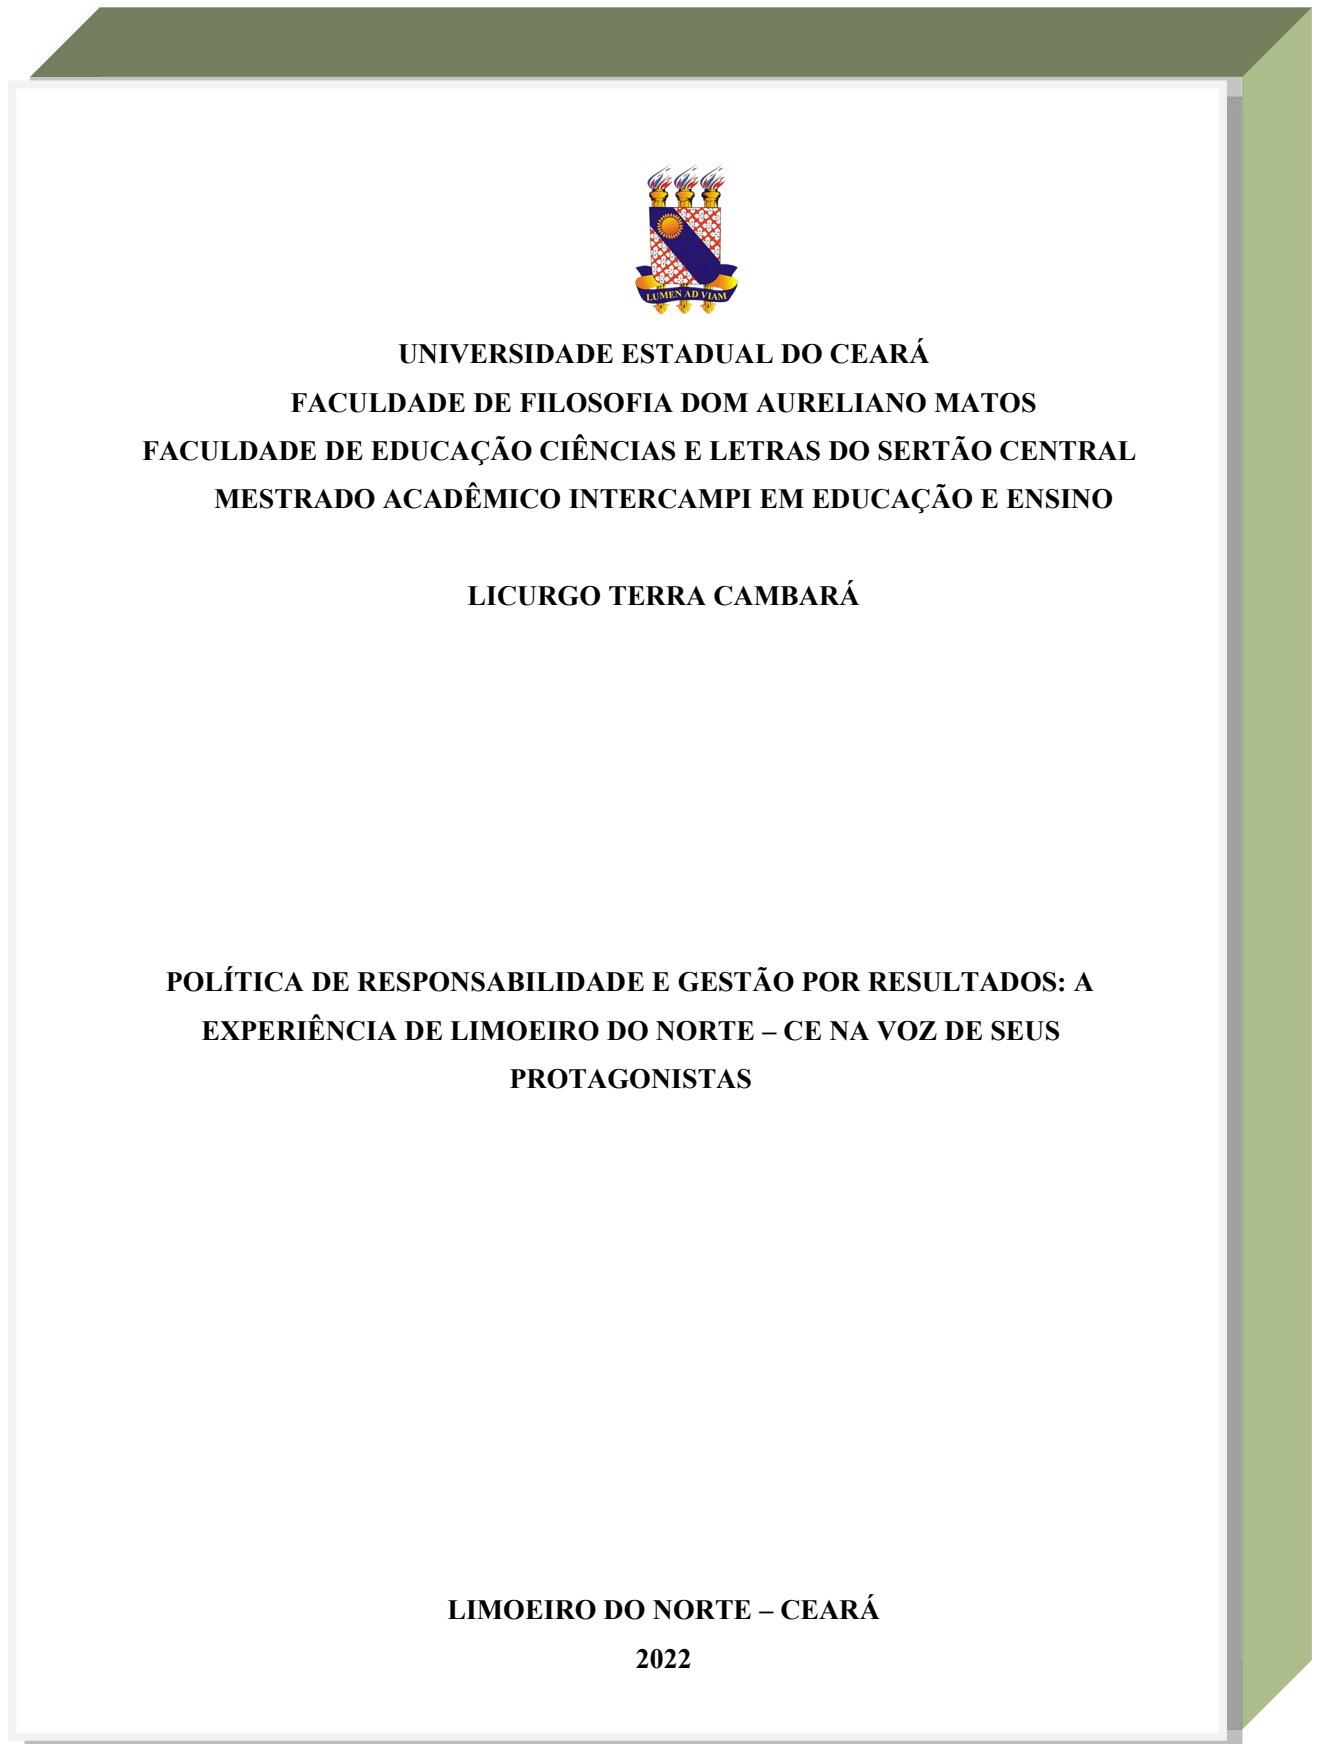 LUMEN AD VIAM
UNIVERSIDADE ESTADUAL DO CEARÁ
FACULDADE DE FILOSOFIA DOM AURELIANO MATOS
FACULDADE DE EDUCAÇÃO CIÊNCIAS E LETRAS DO SERTÃO CENTRAL
MESTRADO ACADÊMICO INTERCAMPI EM EDUCAÇÃO E ENSINO
LICURGO TERRA CAMBARÁ
POLÍTICA DE RESPONSABILIDADE E GESTÃO POR RESULTADOS: A
EXPERIÊNCIA DE LIMOEIRO DO NORTE – CE NA VOZ DE SEUS
PROTAGONISTAS
LIMOEIRO DO NORTE – CEARÁ
2022